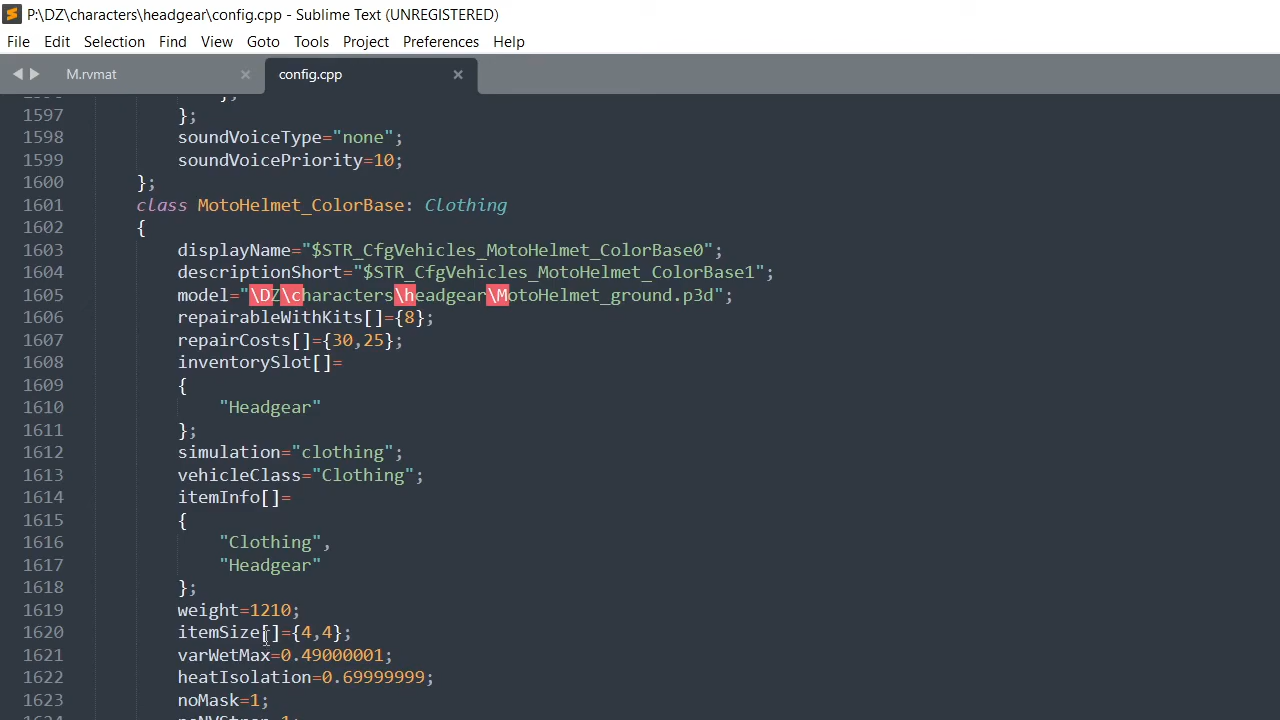 P:\DZ\characters\headgear\config.cpp - Sublime Text (UNREGISTERED)
File Edit Selection Find View Goto Tools Project Preferences Help
M.rvmat config.cpp
1597 };
1598 soundVoiceType="none";
1599 soundVoicePriority=10;
1600 };
1601 class MotoHelmet_ColorBase: Clothing
1602 {
1603 displayName="$STR_CfgVehicles_MotoHelmet_ColorBase0";
1604 descriptionShort="$STR_CfgVehicles_MotoHelmet_ColorBase1";
1605 model="\DZ\characters\headgear\MotoHelmet_ground.p3d";
1606 repairableWithKits[]={8};
1607 repairCosts[]={30,25};
1608 inventorySlot[]=
1609 {
1610 "Headgear"
1611 };
1612 simulation="clothing";
1613 vehicleClass="Clothing";
1614 itemInfo[]=
1615 {
1616 "Clothing",
1617 "Headgear"
1618 };
1619 weight=1210;
1620 itemSize[]={4,4};
1621 varWetMax=0.49000001;
1622 heatIsolation=0.69999999;
1623 noMask=1;